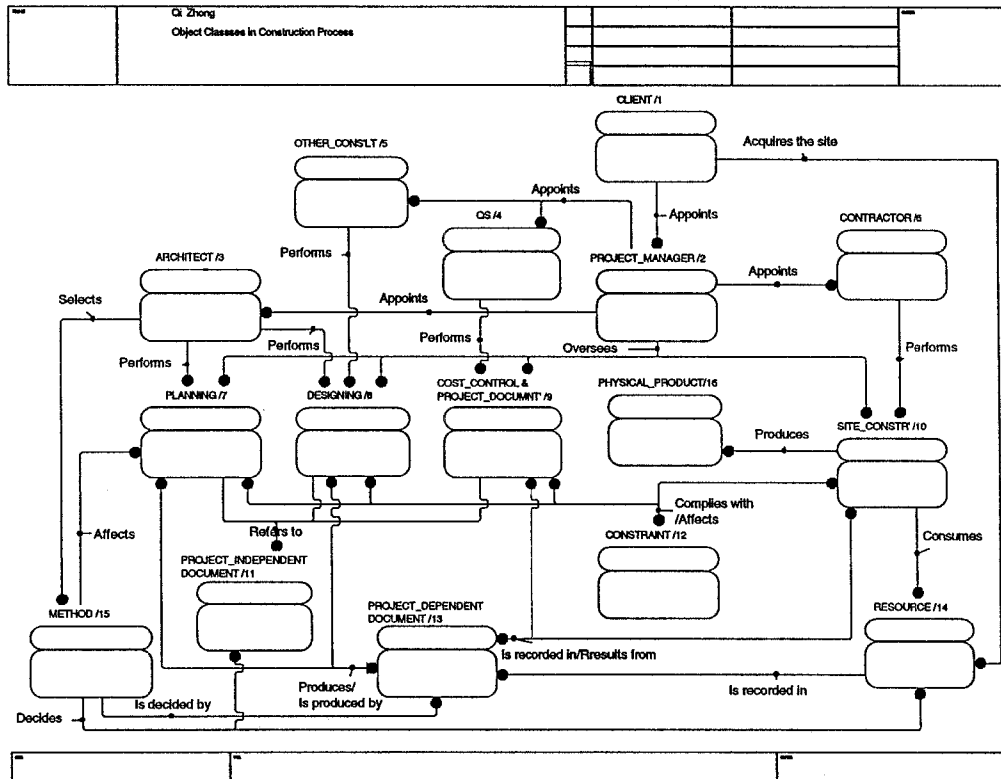 Qi Zhong
Object Classses in Construction Process
CLIENT /1
OTHER_CONS'LT /5
Acquires the site
Appoints
QS /4
Appoints
CONTRACTOR /6
Performs
ARCHITECT /3
PROJECT_MANAGER /2
Appoints
Selects
Appoints
Performs
Performs
Performs
Oversees
Performs
PLANNING /7
DESIGNING /8
COST_CONTROL &
PROJECT_DOCUMNT' /9
PHYSICAL_PRODUCT/16
SITE_CONSTR' /10
Produces
Complies with
/Affects
Affects
Refers to
CONSTRAINT /12
Consumes
PROJECT_INDEPENDENT
DOCUMENT /11
METHOD /15
PROJECT_DEPENDENT
DOCUMENT /13
RESOURCE /14
Is recorded in/Rresults from
Produces/
Is produced by
Is recorded in
Is decided by
Decides